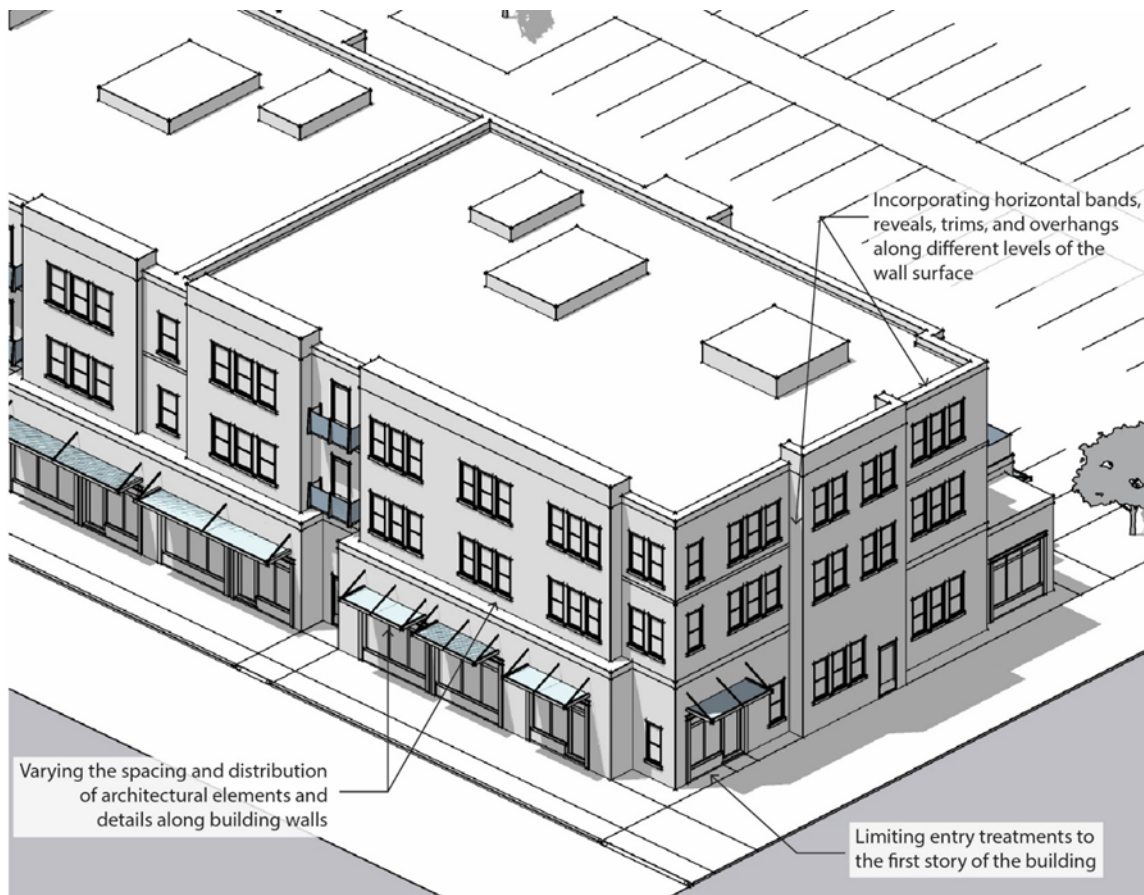 Incorporating horizontal bands,
reveals, trims, and overhangs
along different levels of the
wall surface
Varying the spacing and distribution
of architectural elements and
details along building walls
Limiting entry treatments to
the first story of the building